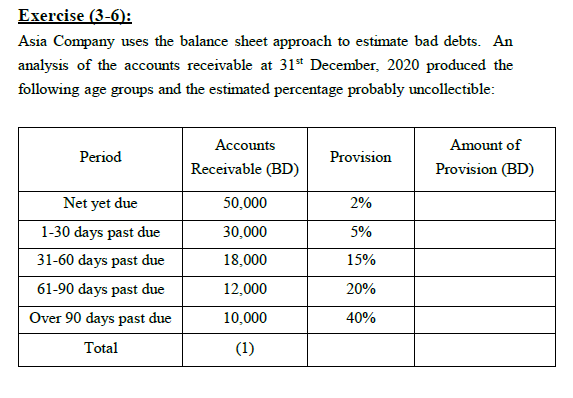 Exercise (3-6):
Asia Company uses the balance sheet approach to estimate bad debts. An
analysis of the accounts receivable at 31st December, 2020 produced the
following age groups and the estimated percentage probably uncollectible:
Period
Accounts
Receivable (BD)
Provision
Amount of
Provision (BD)
Net yet due 50,000 2%
1-30 days past due 30,000 5%
31-60 days past due 18,000 15%
61-90 days past due 12,000 20%
Over 90 days past due 10,000 40%
Total (1)